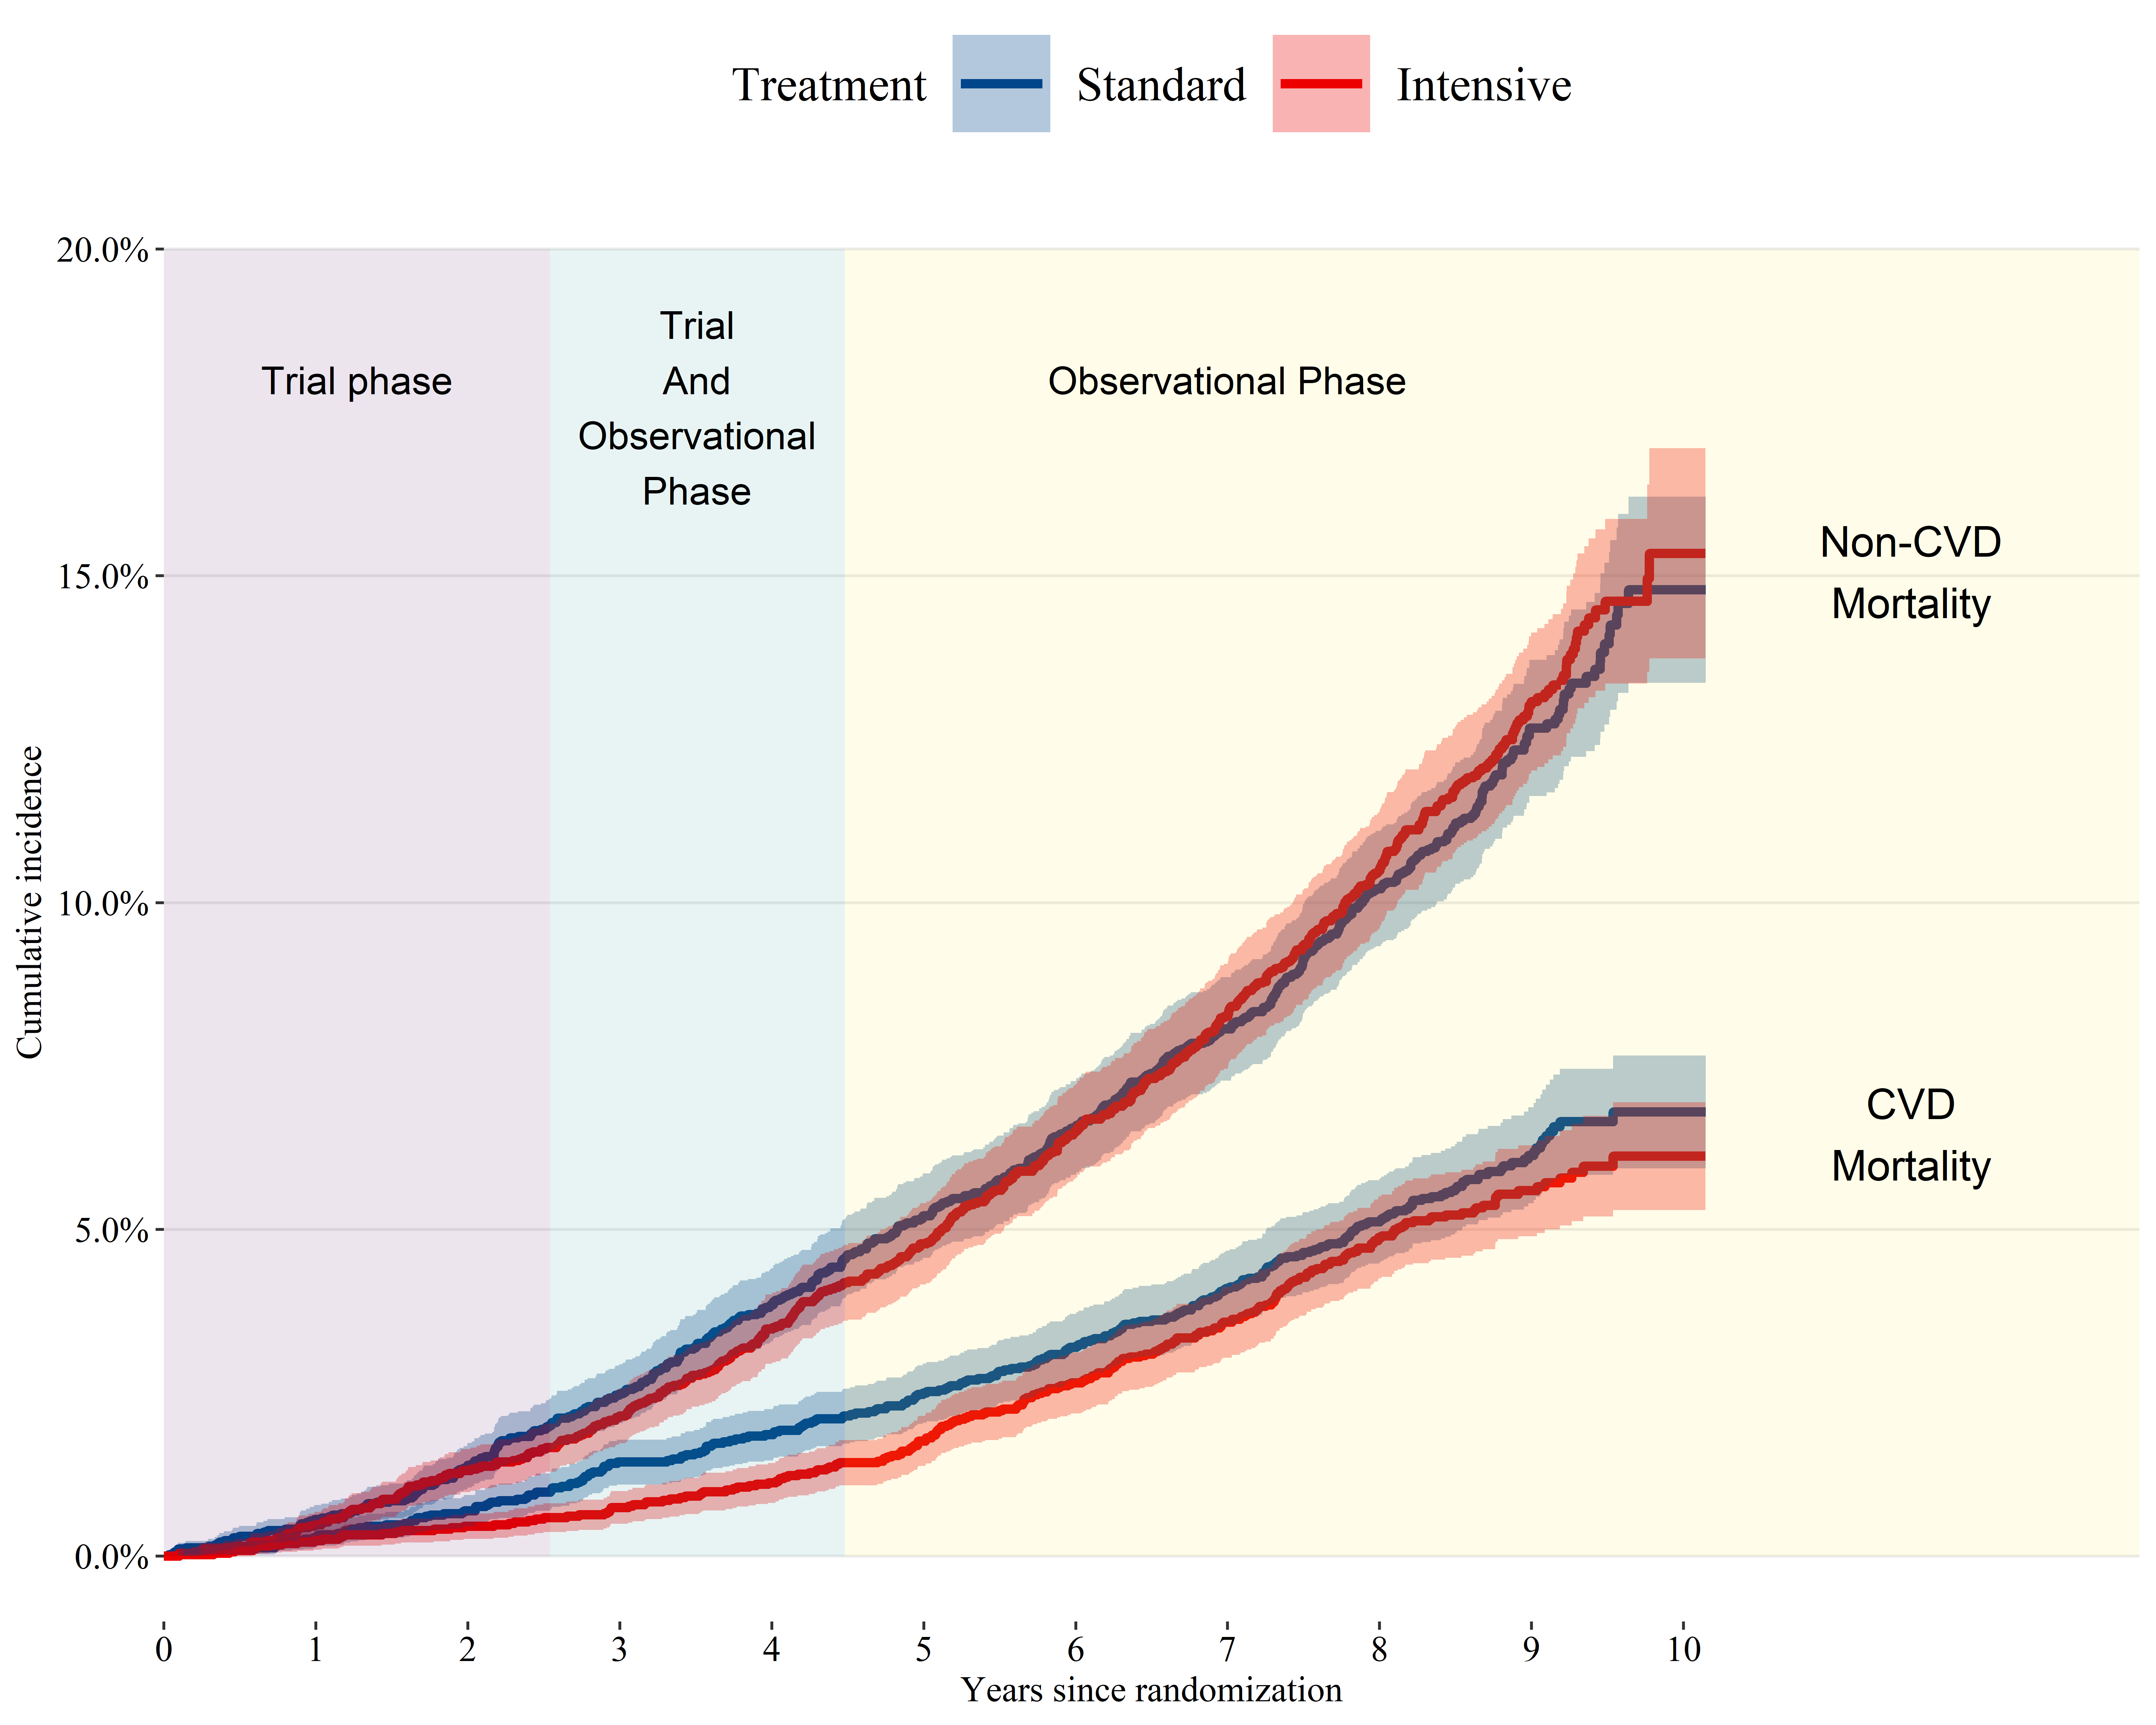 Treatment Standard Intensive
20.0%
15.0%
10.0%
5.0%
0.0%
Cumulative incidence
Trial phase
Trial
And
Observational
Phase
Observational Phase
Non-CVD
Mortality
CVD
Mortality
0 1 2 3 4 5 6 7 8 9 10
Years since randomization